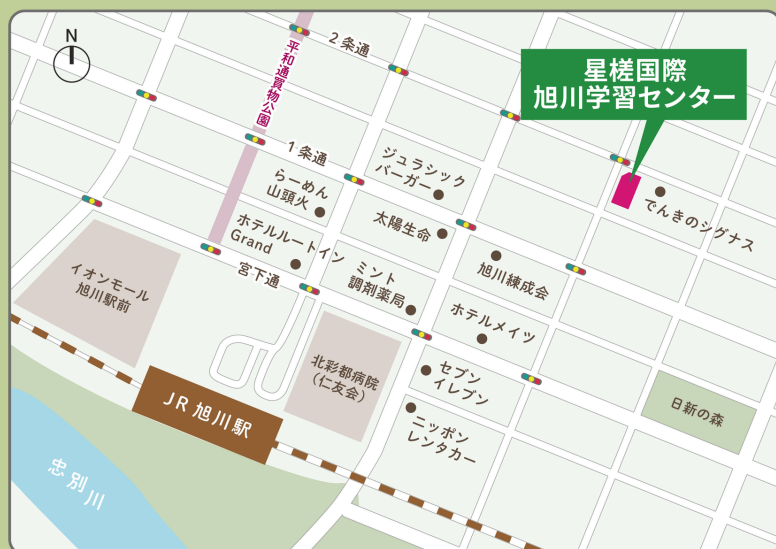 N
2条通
平和通買物公園
星槎国際
旭川学習センター
1条通
ジュラシック
バーガー
らーめん
山頭火
でんきのシグナス
太陽生命
ホテルルートイン
Grand
ミント
調剤薬局
旭川練成会
宮下通
イオンモール
旭川駅前
ホテルメイツ
北彩都病院
（仁友会）
セブン
イレブン
JR旭川駅
日新の森
ニッポン
レンタカー
忠別川